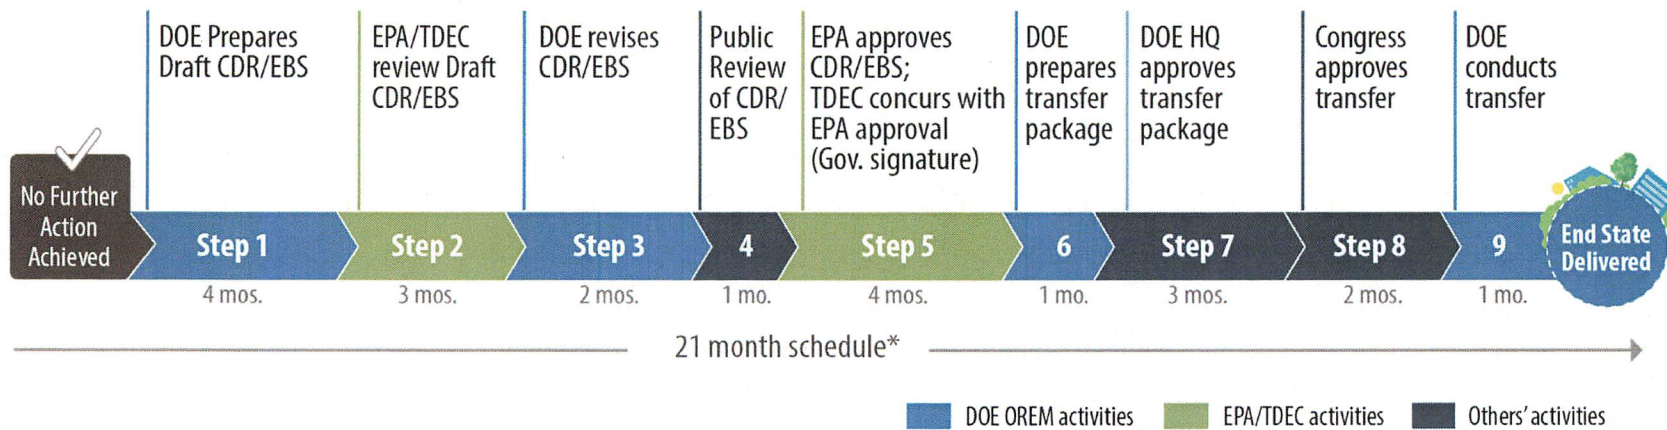 DOE Prepares
Draft CDR/EBS
EPA/TDEC
review Draft
CDR/EBS
DOE revises
CDR/EBS
Public
Review
of CDR/
EBS
EPA approves
CDR/EBS;
TDEC concurs with
EPA approval
(Gov. signature)
DOE
prepares
transfer
package
DOE HQ
approves
transfer
package
Congress
approves
transfer
DOE
conducts
transfer
No Further
Action
Achieved
Step 1
Step 2
Step 3
4
Step 5
6
Step 7
Step 8
9
End State
Delivered
4 mos.
3 mos.
2 mos.
1 mo.
4 mos.
1 mo.
3 mos.
2 mos.
1 mo.
21 month schedule*
DOE OREM activities
EPA/TDEC activities
Others' activities